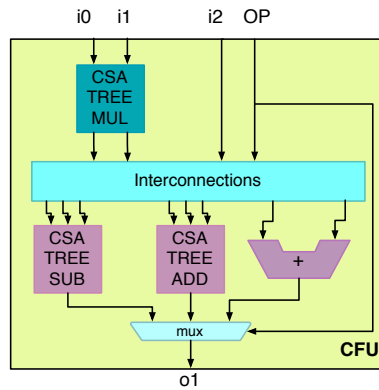 i0 i1 i2 OP
CSA
TREE
MUL
Interconnections
CSA
TREE
SUB
CSA
TREE
ADD
+
mux
CFU
o1